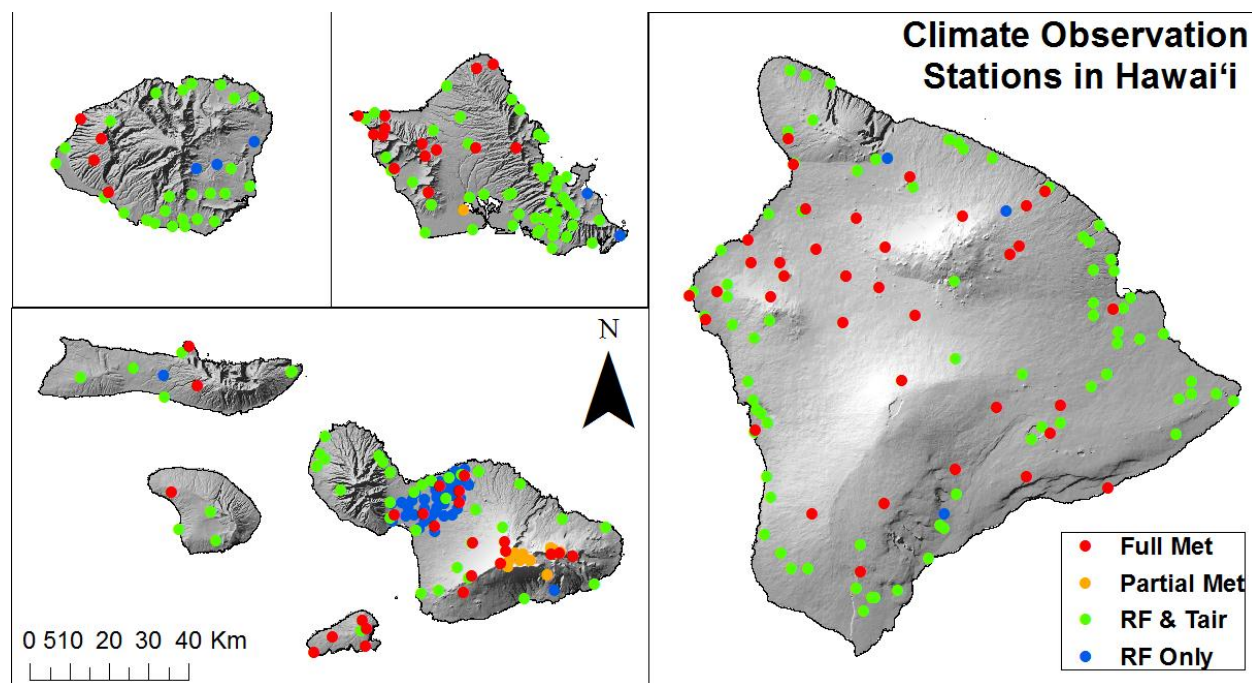 Climate Observation
Stations in Hawai‘i
N
0 510 20 30 40 Km
Full Met
Partial Met
RF & Tair
RF Only